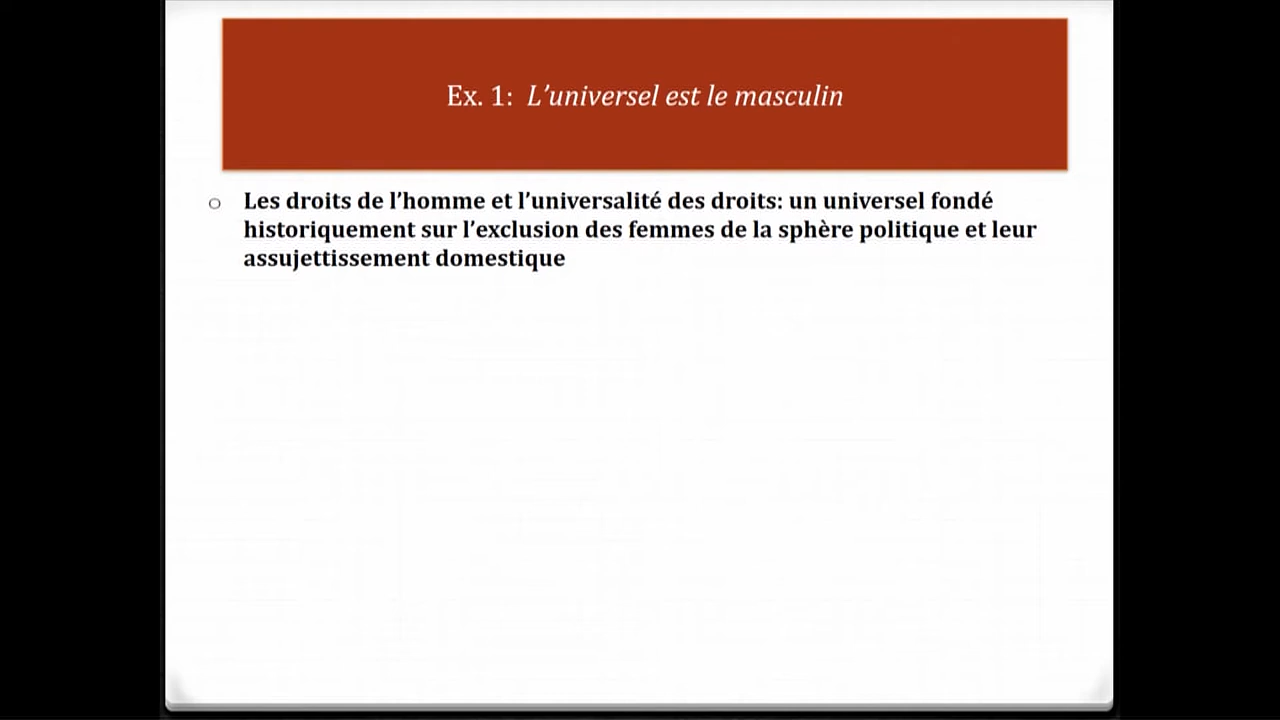 Ex. 1: L’universel est le masculin
Les droits de l’homme et l’universalité des droits: un universel fondé
historiquement sur l’exclusion des femmes de la sphère politique et leur
assujettissement domestique